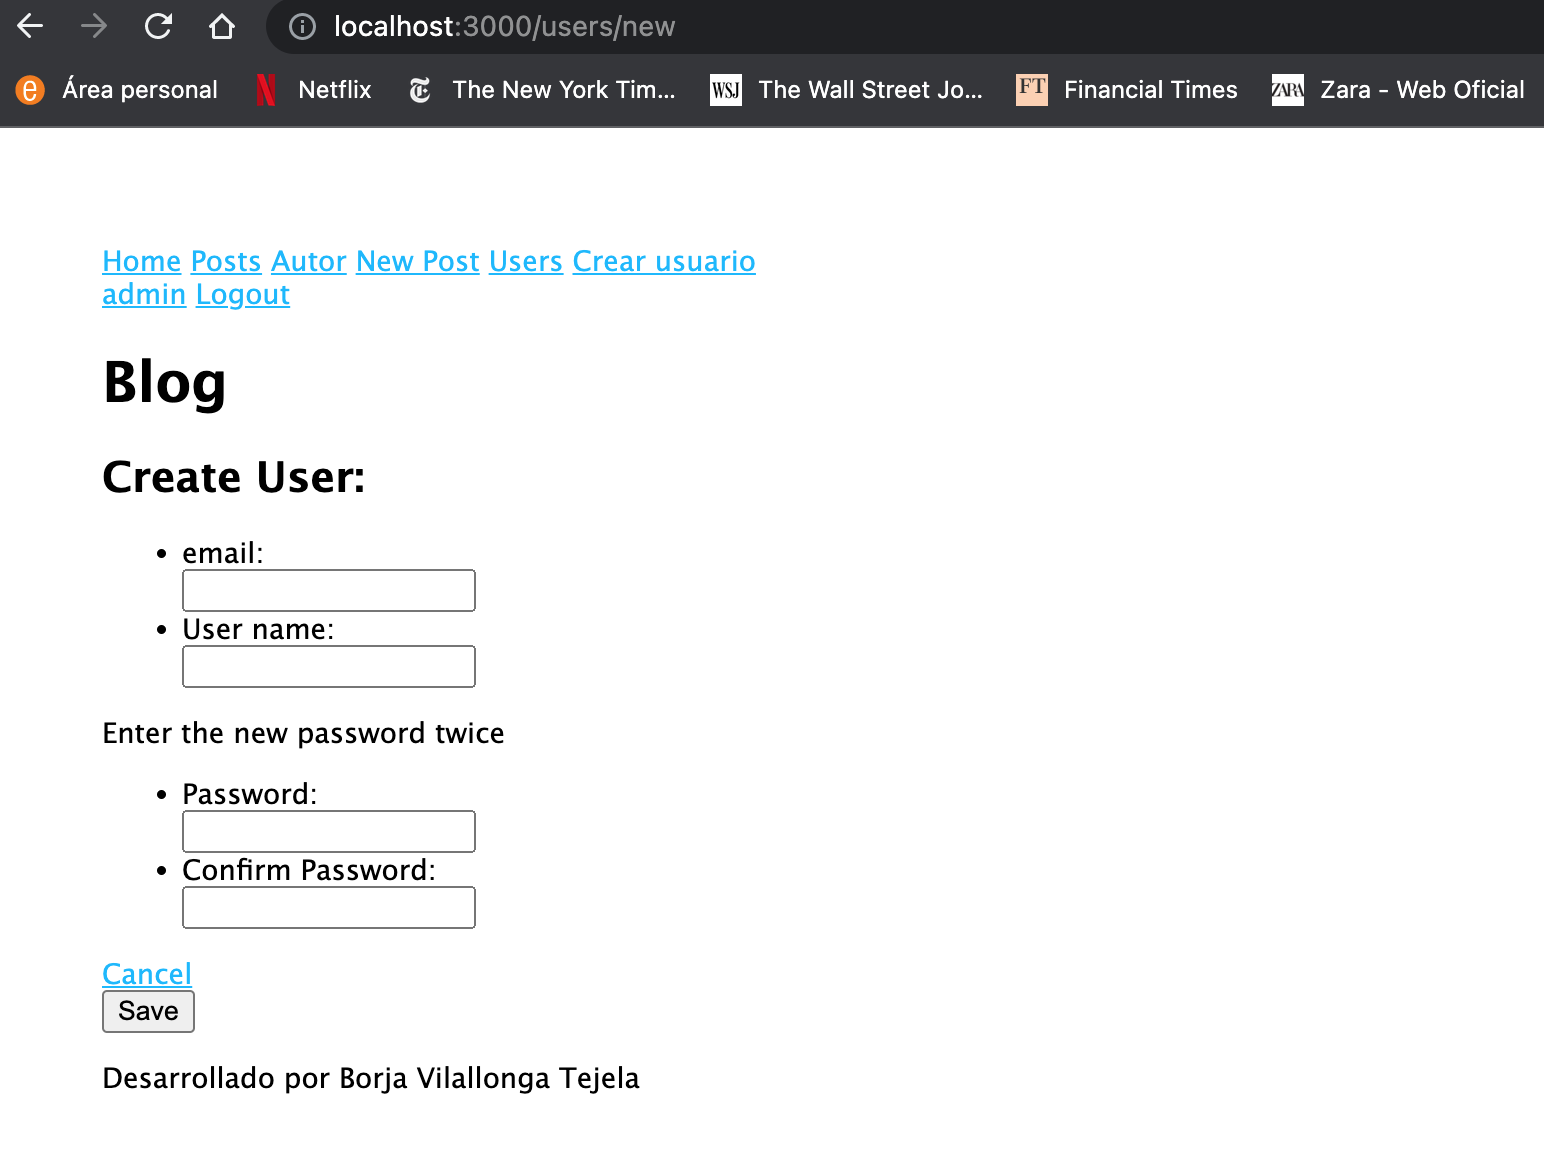 localhost:3000/users/new
Área personal Netflix The New York Tim... WSJ The Wall Street Jo... FT Financial Times ZARA Zara - Web Oficial
Home Posts Autor New Post Users Crear usuario
admin Logout
Blog
Create User:
email:
User name:
Enter the new password twice
Password:
Confirm Password:
Cancel
Save
Desarrollado por Borja Vilallonga Tejela